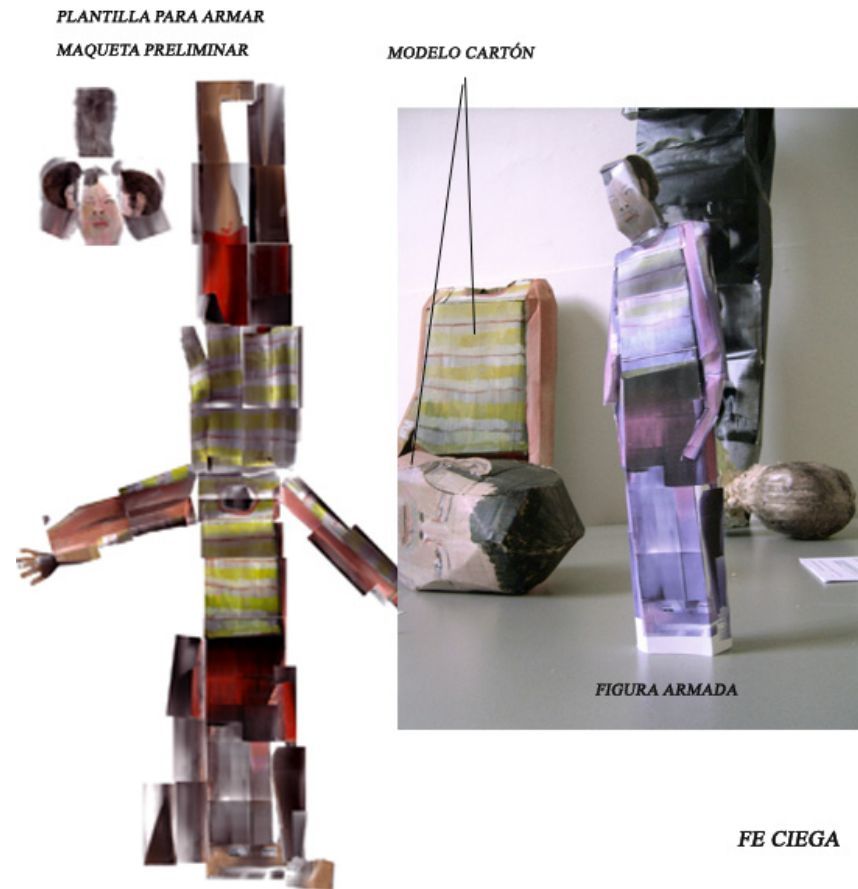 PLANTILLA PARA ARMAR
MAQUETA PRELIMINAR
MODELO CARTÓN
FIGURA ARMADA
FE CIEGA